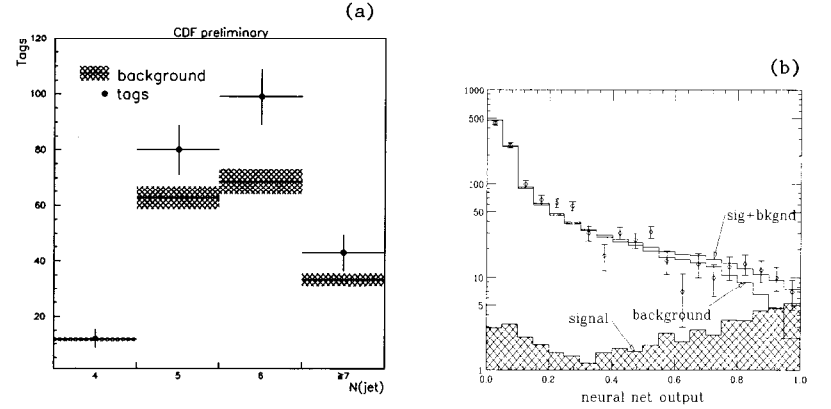 (a)
CDF preliminary
Tags
120
100
80
60
40
20
background
tags
4
5
6
≥7
N(jet)
(b)
1000
500
100
50
10
5
1
sig+bkgnd
background
signal
0.0
0.2
0.4
0.6
0.8
1.0
neural net output